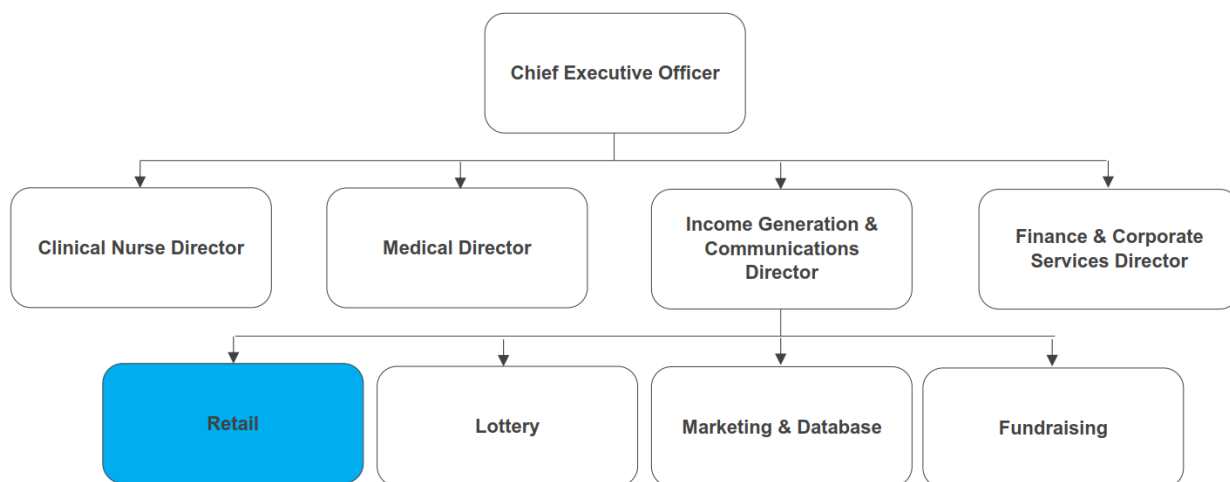 Chief Executive Officer
Clinical Nurse Director
Medical Director
Income Generation &
Communications
Director
Finance & Corporate
Services Director
Retail
Lottery
Marketing & Database
Fundraising